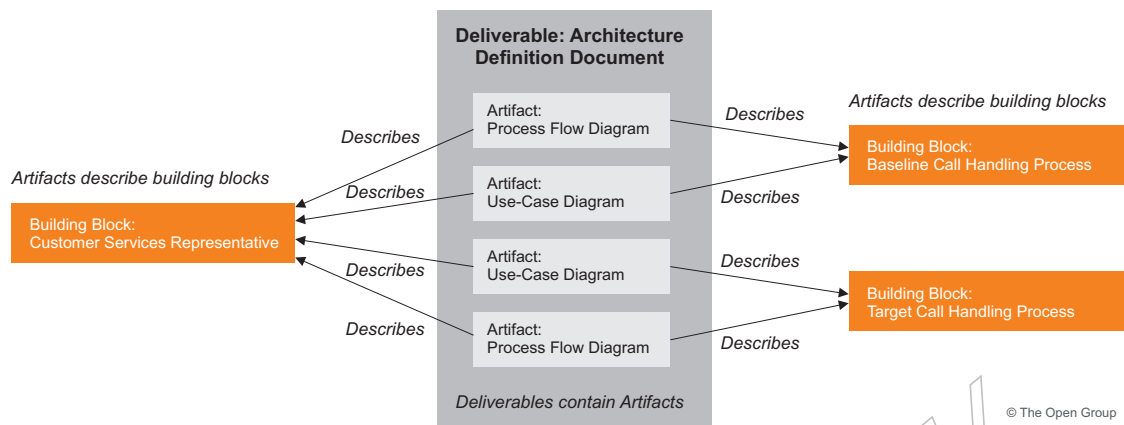 Deliverable: Architecture
Definition Document
Artifact:
Process Flow Diagram
Artifacts describe building blocks
Describes
Describes
Building Block:
Baseline Call Handling Process
Artifacts describe building blocks
Artifact:
Use-Case Diagram
Describes
Describes
Building Block:
Customer Services Representative
Artifact:
Use-Case Diagram
Describes
Describes
Building Block:
Target Call Handling Process
Artifact:
Process Flow Diagram
Describes
Describes
Deliverables contain Artifacts
© The Open Group